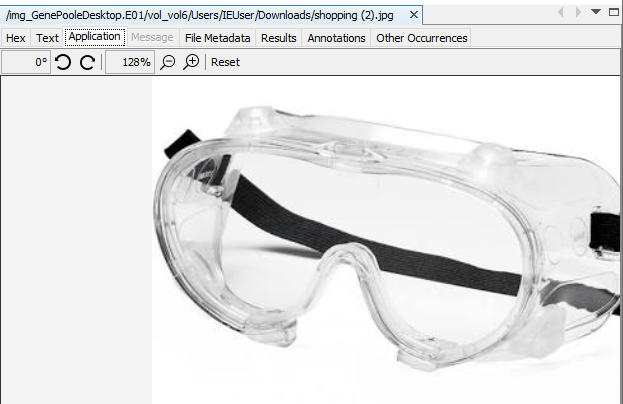 /img_GenePooleDesktop.E01/vol_vol6/Users/IEUser/Downloads/shopping (2).jpg
Hex Text Application Message File Metadata Results Annotations Other Occurrences
0° 128% Reset